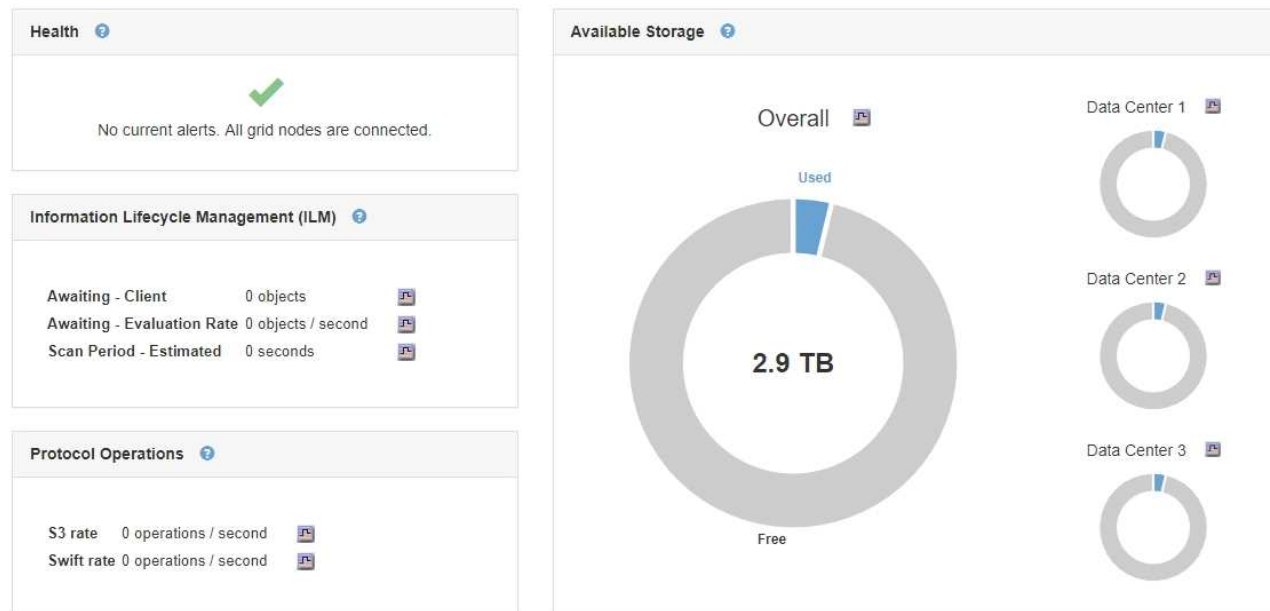 Health
No current alerts. All grid nodes are connected.
Information Lifecycle Management (ILM)
Awaiting - Client 0 objects
Awaiting - Evaluation Rate 0 objects / second
Scan Period - Estimated 0 seconds
Protocol Operations
S3 rate 0 operations / second
Swift rate 0 operations / second
Available Storage
Overall
Used
2.9 TB
Free
Data Center 1
Data Center 2
Data Center 3